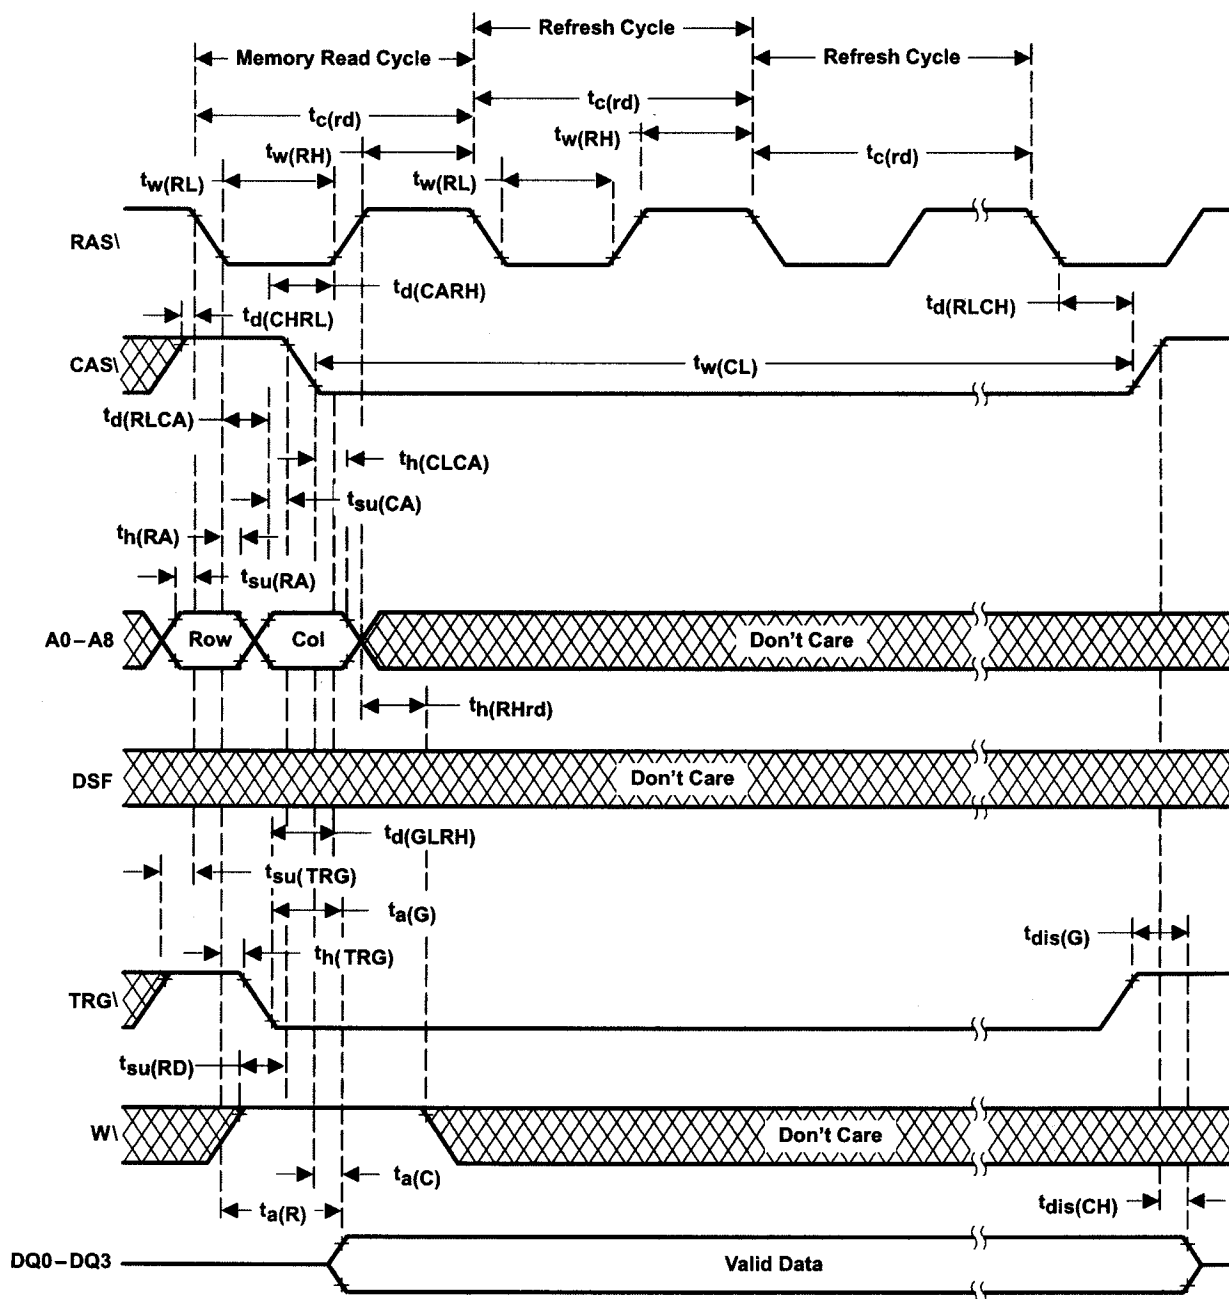 Refresh Cycle
Memory Read Cycle
Refresh Cycle
tc(rd)
tc(rd)
tw(RH)
tw(RH)
tc(rd)
tw(RL)
tw(RL)
RAS\
td(CARH)
td(CHRL)
td(RLCH)
CAS\
tw(CL)
td(RLCA)
th(CLCA)
tsu(CA)
th(RA)
tsu(RA)
A0–A8
Row
Col
Don't Care
th(RHrd)
DSF
Don't Care
td(GLRH)
tsu(TRG)
ta(G)
tdis(G)
th(TRG)
TRG\
tsu(RD)
W\
Don't Care
ta(C)
ta(R)
tdis(CH)
DQ0–DQ3
Valid Data